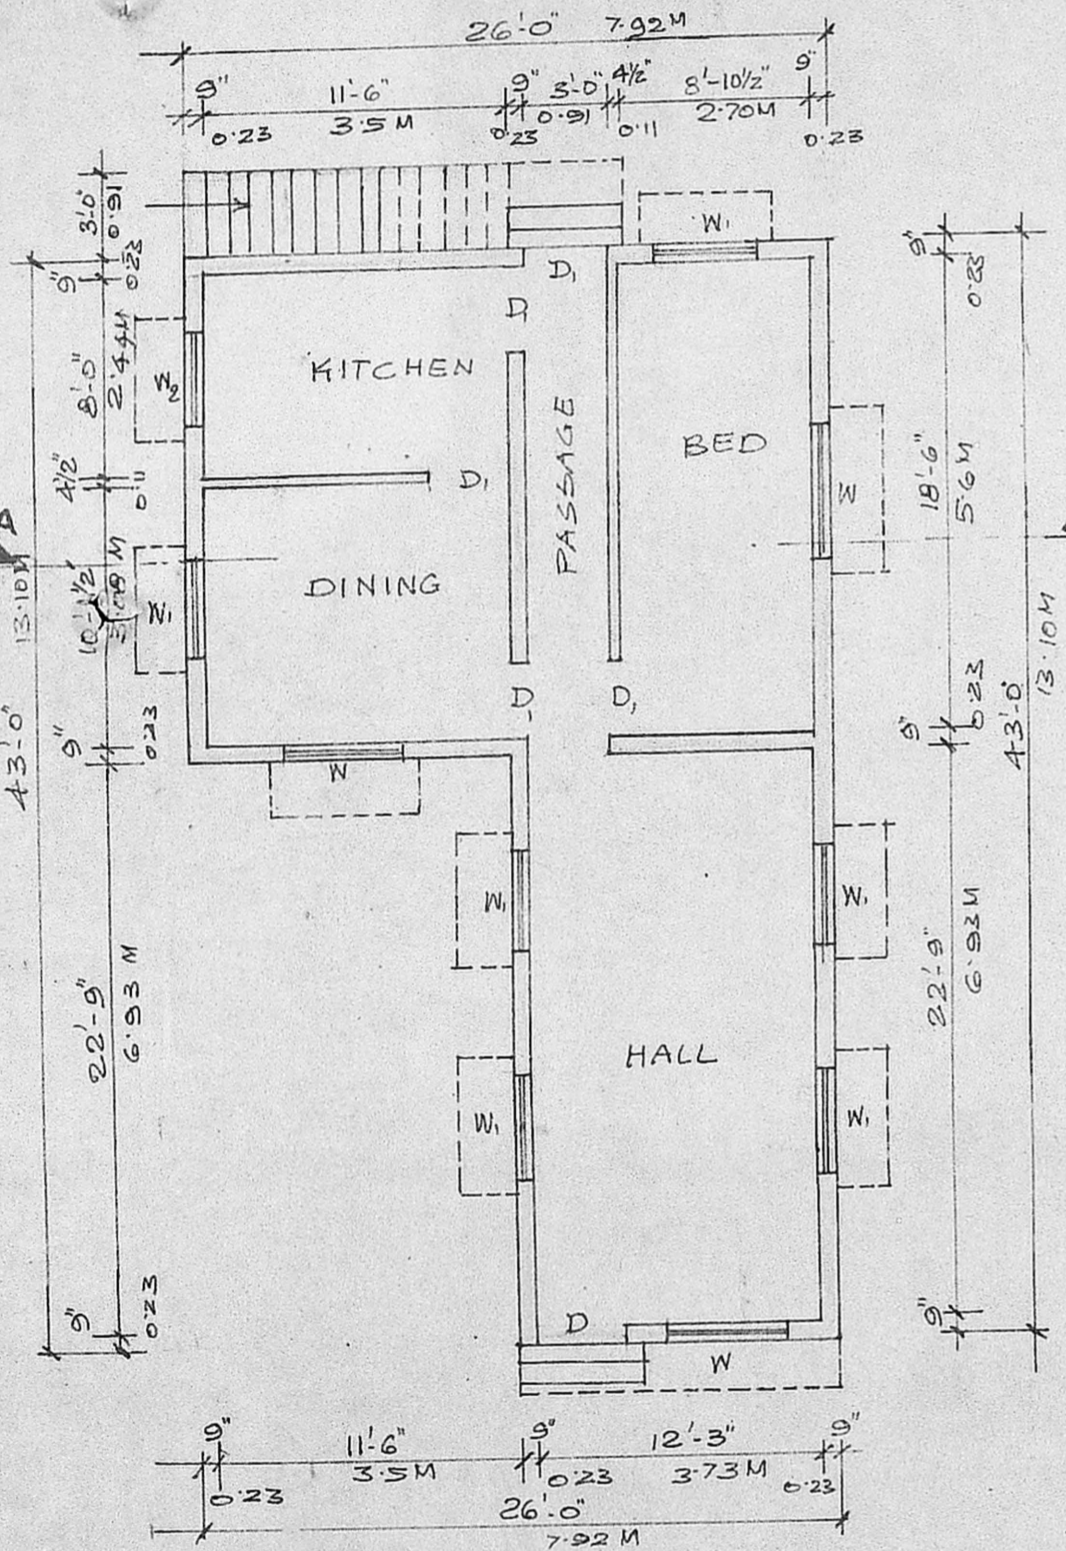 26'-0" 7.92M
9" 11'-6" 9" 3'-0" 4½" 8'-10½" 9"
0.23 3.5M 0.23 0.91 0.11 2.70M 0.23
3'-0" 0.91
9" 0.23
8'-0" 2.44M
4½" 0.11
10'-1½"
9" 0.23
22'-9" 6.93M
9" 0.23
43'-0" 13.10M
A
W1
D1
D
KITCHEN
W2
PASSAGE
BED
W
D1
DINING
W1
D
D1
W
W1
W1
HALL
W1
W1
D
W
9" 0.23
18'-6" 5.6M
9" 0.23
22'-9" 6.93M
9"
43'-0" 13.10M
9" 11'-6" 9" 12'-3" 9"
0.23 3.5M 0.23 3.73M 0.23
26'-0"
7.92M